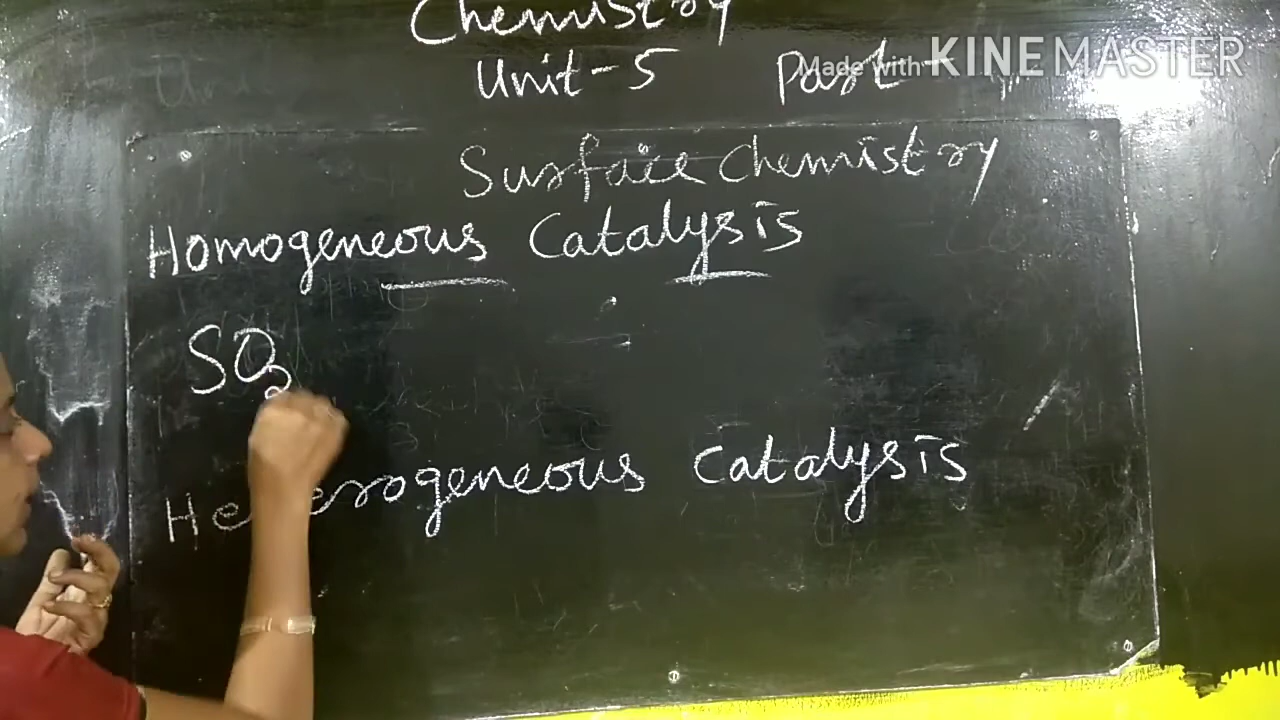 Chemistry
Unit-5 Part-
Made with KINEMASTER
Surface Chemistry
Homogeneous Catalysis
SO2
Heterogeneous Catalysis